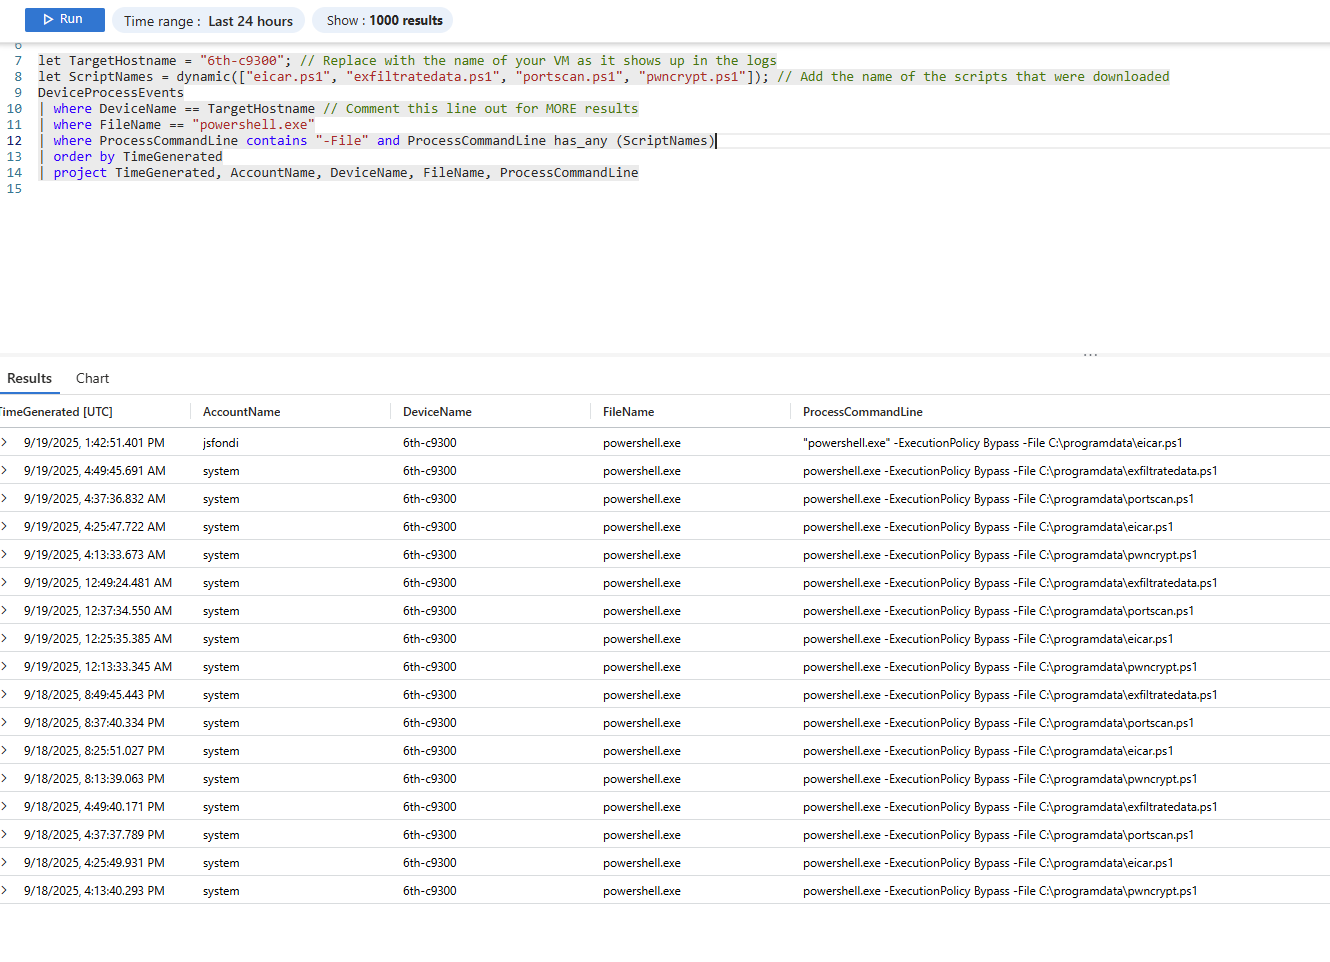 Run Time range : Last 24 hours Show : 1000 results
6
7 let TargetHostname = "6th-c9300"; // Replace with the name of your VM as it shows up in the logs
8 let ScriptNames = dynamic(["eicar.ps1", "exfiltratedata.ps1", "portscan.ps1", "pwncrypt.ps1"]); // Add the name of the scripts that were downloaded
9 DeviceProcessEvents
10 | where DeviceName == TargetHostname // Comment this line out for MORE results
11 | where FileName == "powershell.exe"
12 | where ProcessCommandLine contains "-File" and ProcessCommandLine has_any (ScriptNames)
13 | order by TimeGenerated
14 | project TimeGenerated, AccountName, DeviceName, FileName, ProcessCommandLine
15
...
Results Chart
TimeGenerated [UTC] AccountName DeviceName FileName ProcessCommandLine
9/19/2025, 1:42:51.401 PM jsfondi 6th-c9300 powershell.exe "powershell.exe" -ExecutionPolicy Bypass -File C:\programdata\eicar.ps1
9/19/2025, 4:49:45.691 AM system 6th-c9300 powershell.exe powershell.exe -ExecutionPolicy Bypass -File C:\programdata\exfiltratedata.ps1
9/19/2025, 4:37:36.832 AM system 6th-c9300 powershell.exe powershell.exe -ExecutionPolicy Bypass -File C:\programdata\portscan.ps1
9/19/2025, 4:25:47.722 AM system 6th-c9300 powershell.exe powershell.exe -ExecutionPolicy Bypass -File C:\programdata\eicar.ps1
9/19/2025, 4:13:33.673 AM system 6th-c9300 powershell.exe powershell.exe -ExecutionPolicy Bypass -File C:\programdata\pwncrypt.ps1
9/19/2025, 12:49:24.481 AM system 6th-c9300 powershell.exe powershell.exe -ExecutionPolicy Bypass -File C:\programdata\exfiltratedata.ps1
9/19/2025, 12:37:34.550 AM system 6th-c9300 powershell.exe powershell.exe -ExecutionPolicy Bypass -File C:\programdata\portscan.ps1
9/19/2025, 12:25:35.385 AM system 6th-c9300 powershell.exe powershell.exe -ExecutionPolicy Bypass -File C:\programdata\eicar.ps1
9/19/2025, 12:13:33.345 AM system 6th-c9300 powershell.exe powershell.exe -ExecutionPolicy Bypass -File C:\programdata\pwncrypt.ps1
9/18/2025, 8:49:45.443 PM system 6th-c9300 powershell.exe powershell.exe -ExecutionPolicy Bypass -File C:\programdata\exfiltratedata.ps1
9/18/2025, 8:37:40.334 PM system 6th-c9300 powershell.exe powershell.exe -ExecutionPolicy Bypass -File C:\programdata\portscan.ps1
9/18/2025, 8:25:51.027 PM system 6th-c9300 powershell.exe powershell.exe -ExecutionPolicy Bypass -File C:\programdata\eicar.ps1
9/18/2025, 8:13:39.063 PM system 6th-c9300 powershell.exe powershell.exe -ExecutionPolicy Bypass -File C:\programdata\pwncrypt.ps1
9/18/2025, 4:49:40.171 PM system 6th-c9300 powershell.exe powershell.exe -ExecutionPolicy Bypass -File C:\programdata\exfiltratedata.ps1
9/18/2025, 4:37:37.789 PM system 6th-c9300 powershell.exe powershell.exe -ExecutionPolicy Bypass -File C:\programdata\portscan.ps1
9/18/2025, 4:25:49.931 PM system 6th-c9300 powershell.exe powershell.exe -ExecutionPolicy Bypass -File C:\programdata\eicar.ps1
9/18/2025, 4:13:40.293 PM system 6th-c9300 powershell.exe powershell.exe -ExecutionPolicy Bypass -File C:\programdata\pwncrypt.ps1